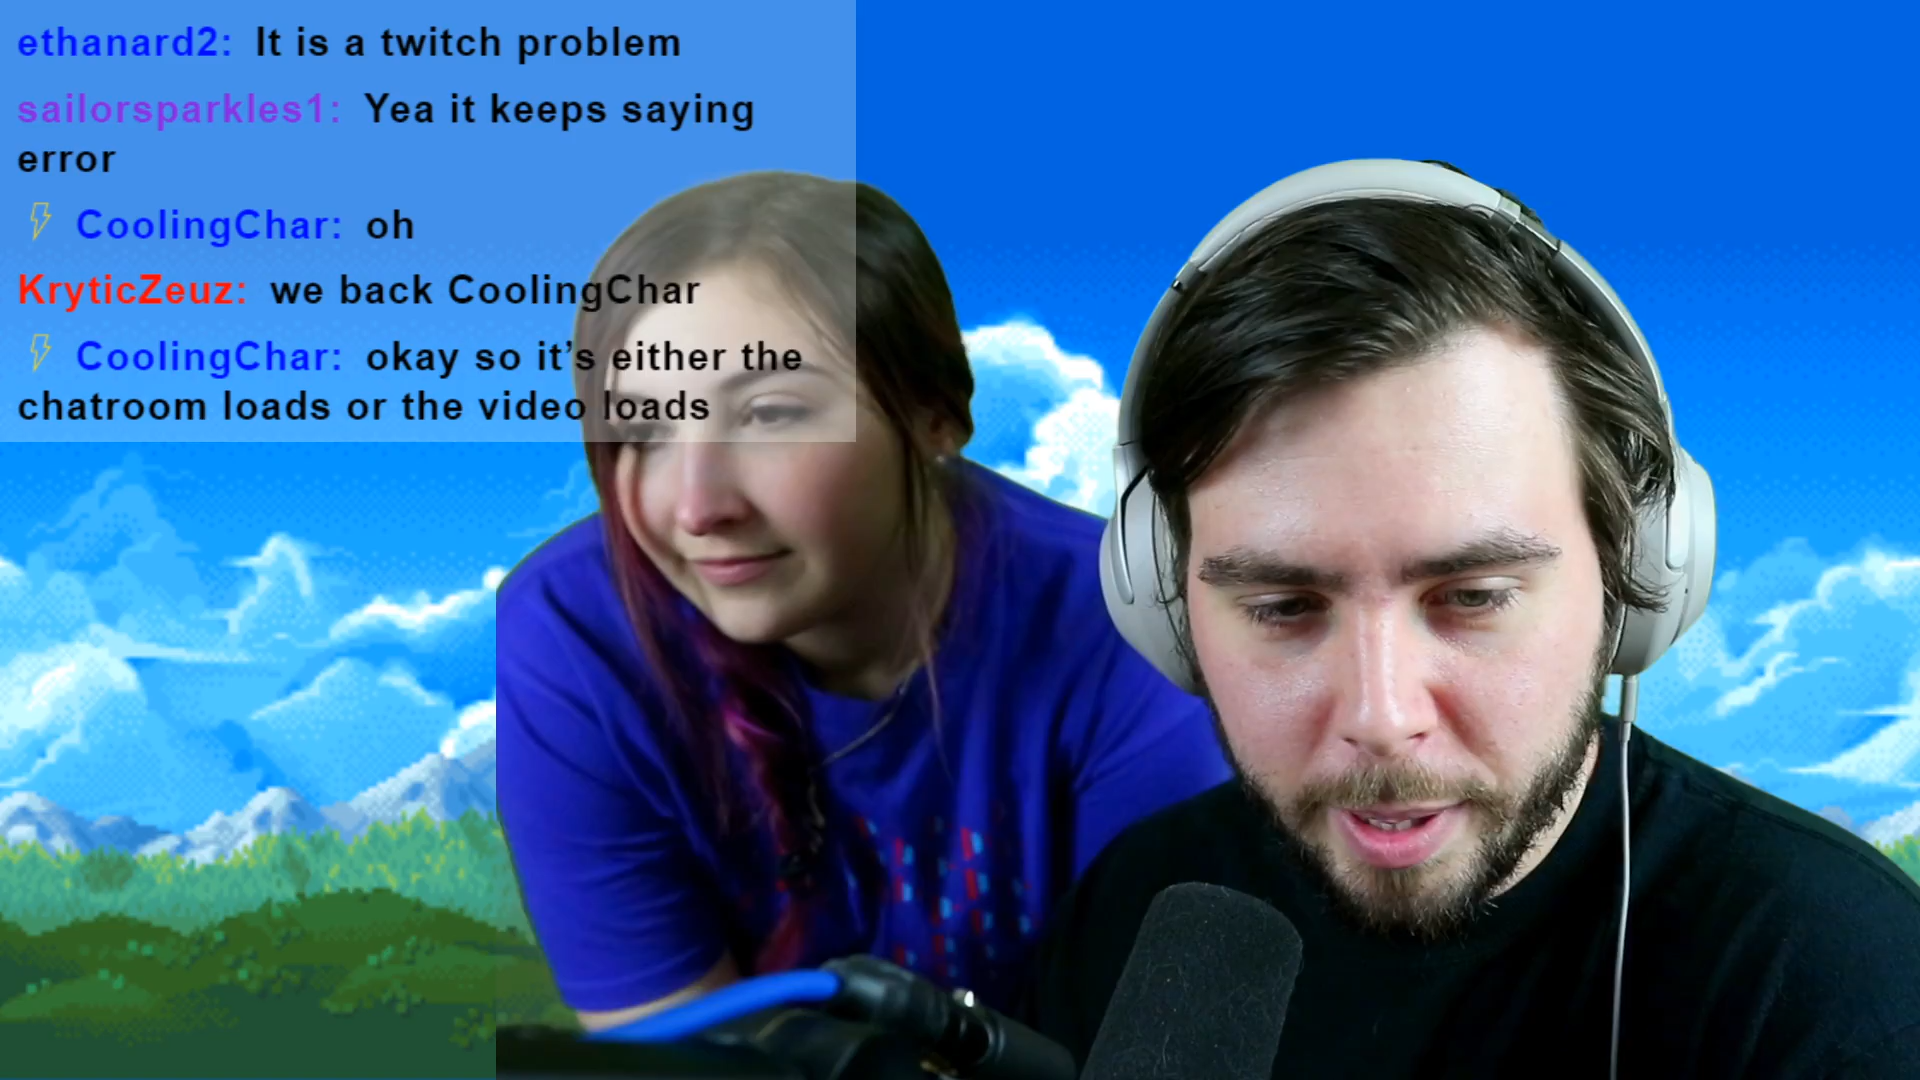 ethanard2: It is a twitch problem
sailorsparkles1: Yea it keeps saying
error
CoolingChar: oh
KryticZeuz: we back CoolingChar
CoolingChar: okay so it’s either the
chatroom loads or the video loads